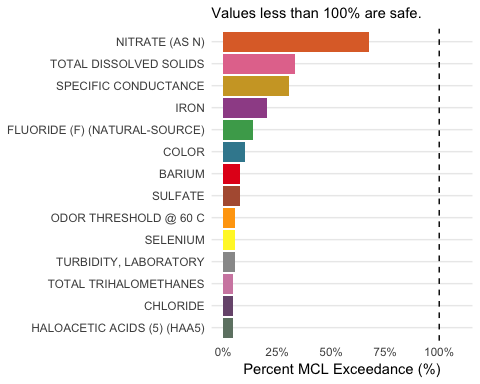 Values less than 100% are safe.
NITRATE (AS N)
TOTAL DISSOLVED SOLIDS
SPECIFIC CONDUCTANCE
IRON
FLUORIDE (F) (NATURAL-SOURCE)
COLOR
BARIUM
SULFATE
ODOR THRESHOLD @ 60 C
SELENIUM
TURBIDITY, LABORATORY
TOTAL TRIHALOMETHANES
CHLORIDE
HALOACETIC ACIDS (5) (HAA5)
0% 25% 50% 75% 100%
Percent MCL Exceedance (%)